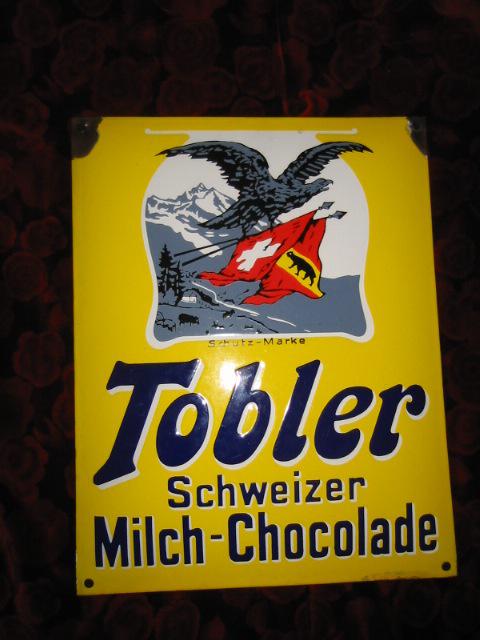 Schutz-Marke
Tobler
Schweizer
Milch-Chocolade